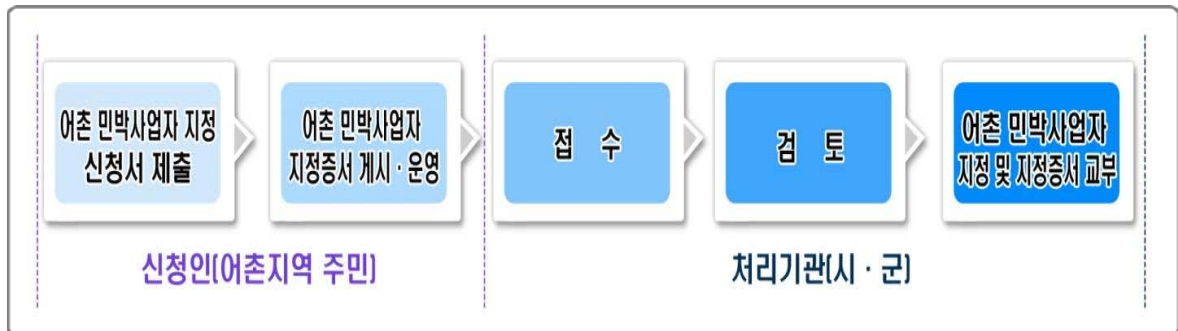 어촌 민박사업자 지정
신청서 제출
어촌 민박사업자
지정증서 게시 · 운영
접 수
검 토
어촌 민박사업자
지정 및 지정증서 교부
신청인(어촌지역 주민)
처리기관(시 · 군)